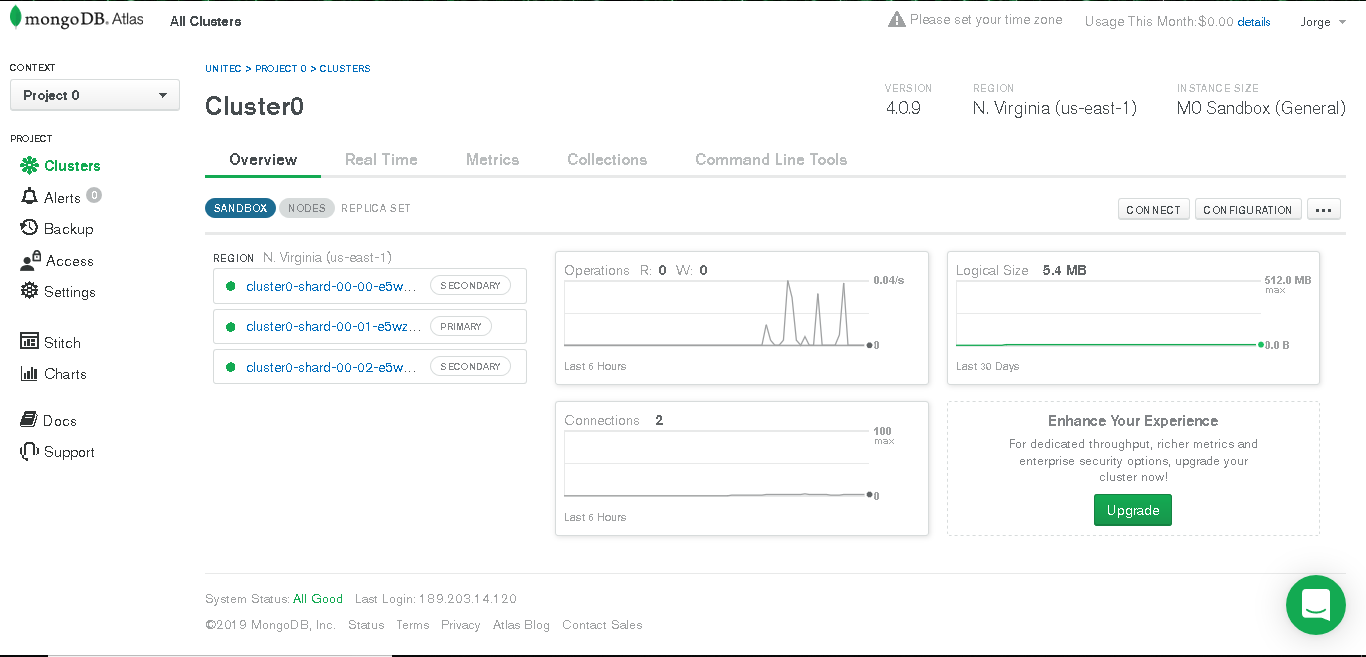 mongoDB. Atlas All Clusters Please set your time zone Usage This Month:$0.00 details Jorge
CONTEXT
Project 0
PROJECT
Clusters
Alerts 0
Backup
Access
Settings
Stitch
Charts
Docs
Support
UNITEC > PROJECT 0 > CLUSTERS
Cluster0
VERSION
4.0.9
REGION
N. Virginia (us-east-1)
INSTANCE SIZE
M0 Sandbox (General)
Overview Real Time Metrics Collections Command Line Tools
SANDBOX NODES REPLICA SET CONNECT CONFIGURATION ...
REGION N. Virginia (us-east-1)
cluster0-shard-00-00-e5w... SECONDARY
cluster0-shard-00-01-e5wz... PRIMARY
cluster0-shard-00-02-e5w... SECONDARY
Operations R: 0 W: 0
0.04/s
0
Last 6 Hours
Logical Size 5.4 MB
512.0 MB
max
0.0 B
Last 30 Days
Connections 2
100
max
0
Last 6 Hours
Enhance Your Experience
For dedicated throughput, richer metrics and
enterprise security options, upgrade your
cluster now!
Upgrade
System Status: All Good Last Login: 189.203.14.120
©2019 MongoDB, Inc. Status Terms Privacy Atlas Blog Contact Sales